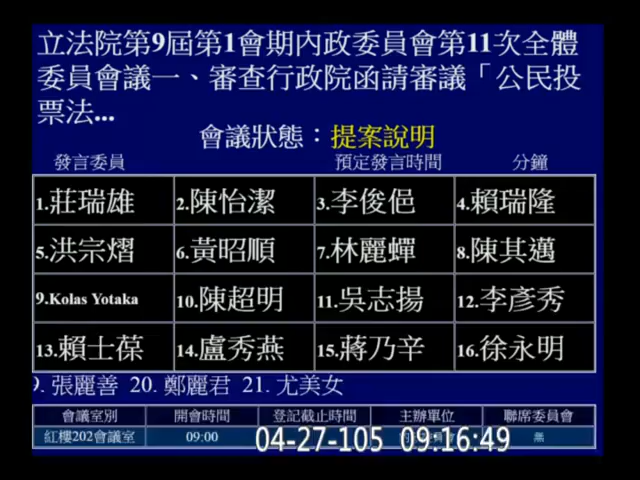 立法院第9屆第1會期內政委員會第11次全體
委員會議一、審查行政院函請審議「公民投
票法...
會議狀態：提案說明
發言委員 預定發言時間 分鐘
1.莊瑞雄 2.陳怡潔 3.李俊俋 4.賴瑞隆
5.洪宗熠 6.黃昭順 7.林麗蟬 8.陳其邁
9.Kolas Yotaka 10.陳超明 11.吳志揚 12.李彥秀
13.賴士葆 14.盧秀燕 15.蔣乃辛 16.徐永明
9. 張麗善 20. 鄭麗君 21. 尤美女
會議室別 開會時間 登記截止時間 主辦單位 聯席委員會
紅樓202會議室 09:00 無
04-27-105 09:16:49